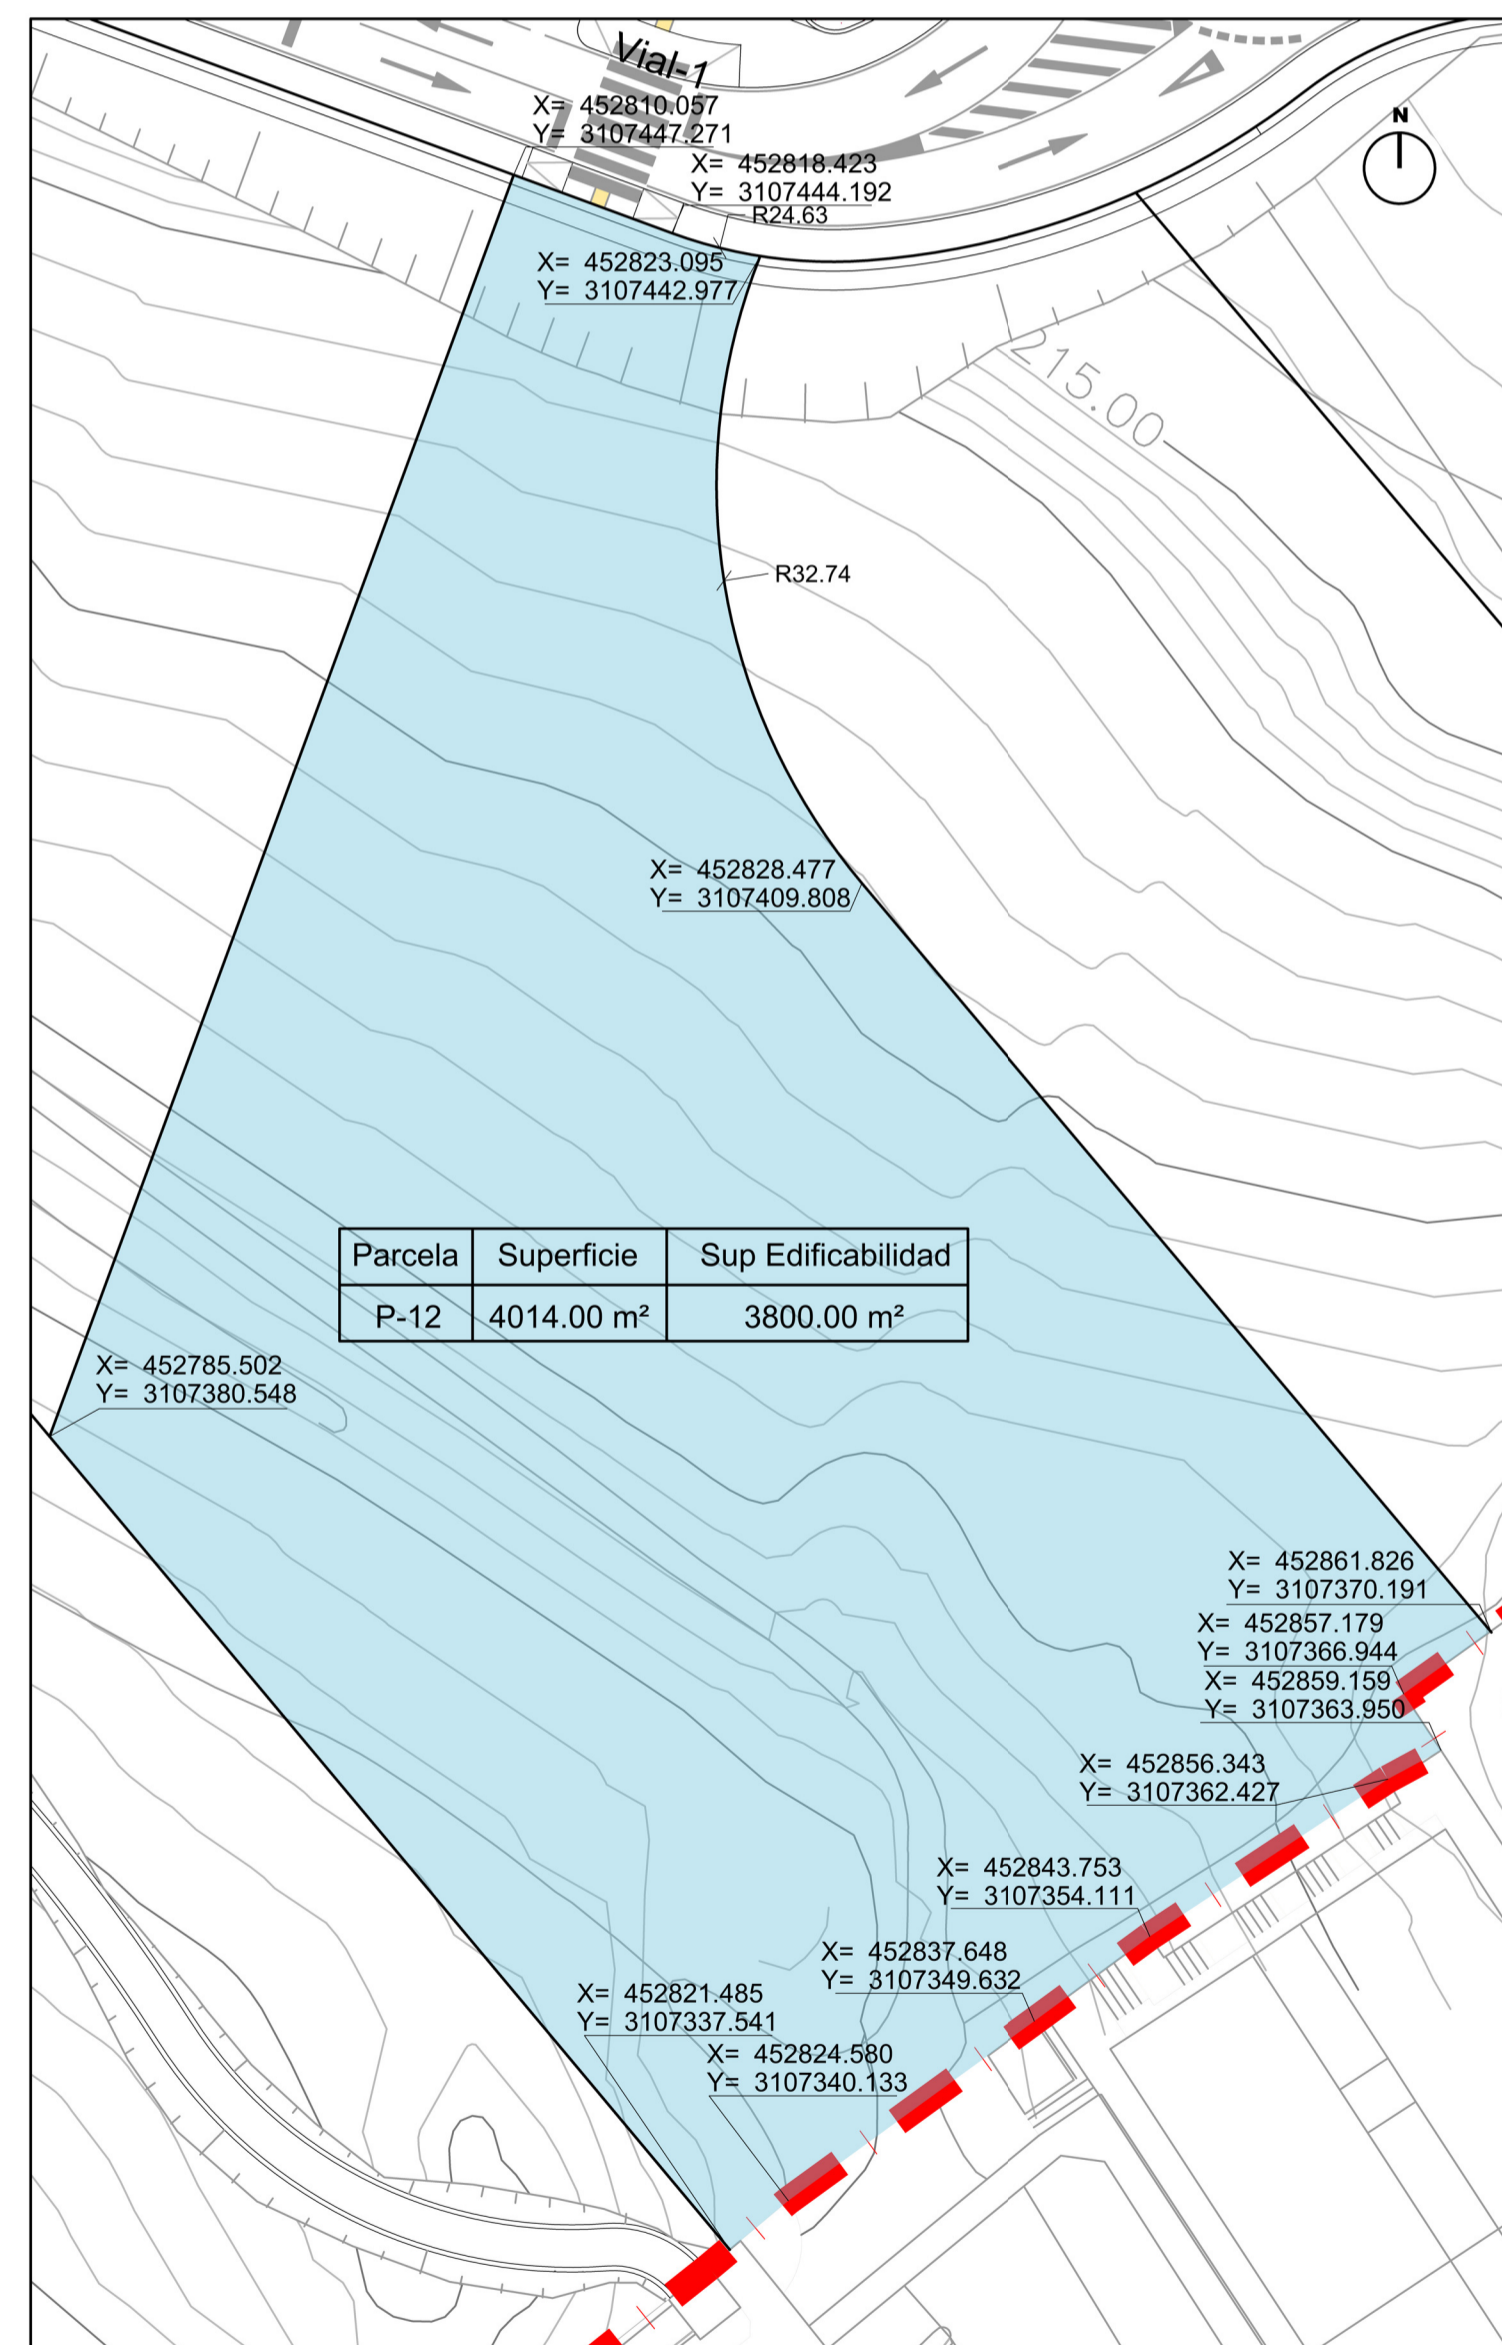 Vial-1
X= 452810.057
Y= 3107447.271
N
X= 452818.423
Y= 3107444.192
R24.63
X= 452823.095
Y= 3107442.977
215.00
R32.74
X= 452828.477
Y= 3107409.808
Parcela Superficie Sup Edificabilidad
P-12 4014.00 m² 3800.00 m²
X= 452785.502
Y= 3107380.548
X= 452861.826
Y= 3107370.191
X= 452857.179
Y= 3107366.944
X= 452859.159
Y= 3107363.950
X= 452856.343
Y= 3107362.427
X= 452843.753
Y= 3107354.111
X= 452837.648
Y= 3107349.632
X= 452821.485
Y= 3107337.541
X= 452824.580
Y= 3107340.133